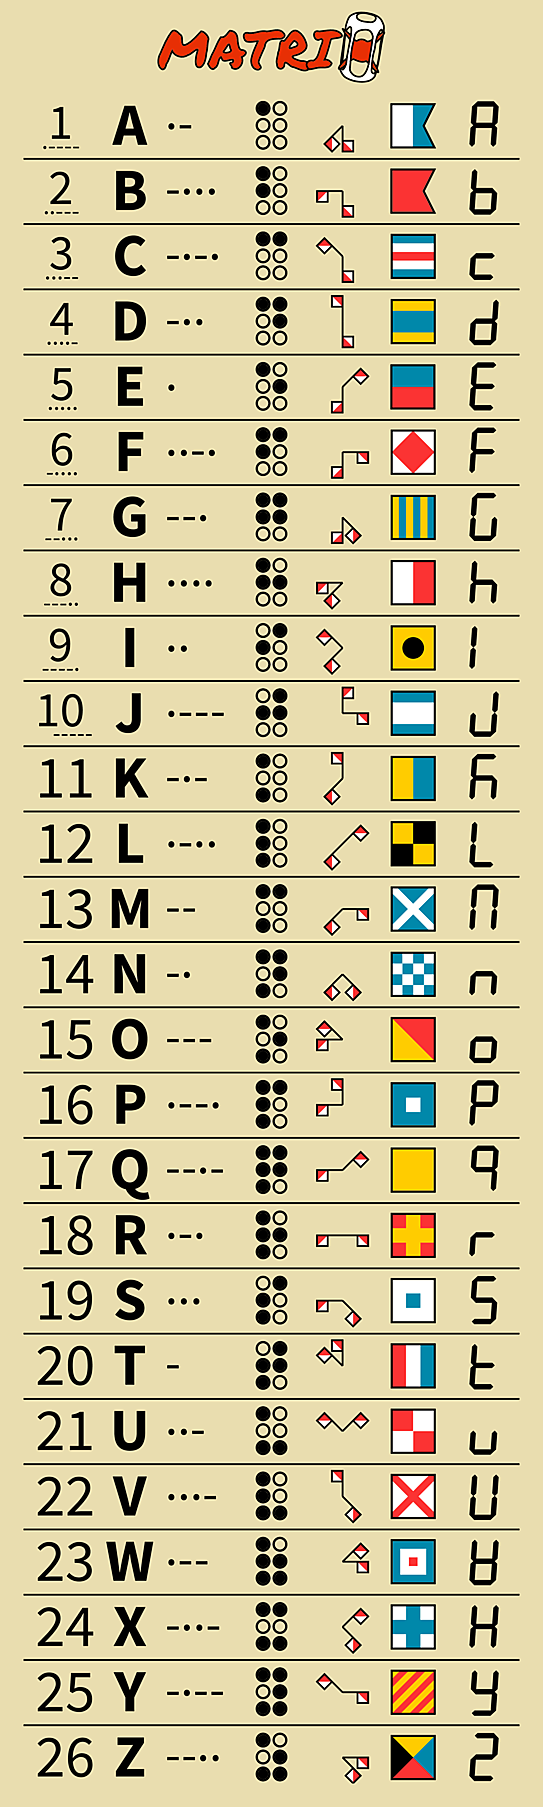 MATRI
1 A ·- A
2 B -··· b
3 C -·-· c
4 D -·· d
5 E · E
6 F ··-· F
7 G --· G
8 H ···· h
9 I ·· I
10 J ·--- J
11 K -·- K
12 L -·-·· L
13 M -- M
14 N -· n
15 O --- o
16 P ·--· P
17 Q --·- q
18 R ·-· r
19 S ··· S
20 T - t
21 U ··- u
22 V ···- U
23 W ·-- W
24 X -··- H
25 Y -·-- y
26 Z --·· 2